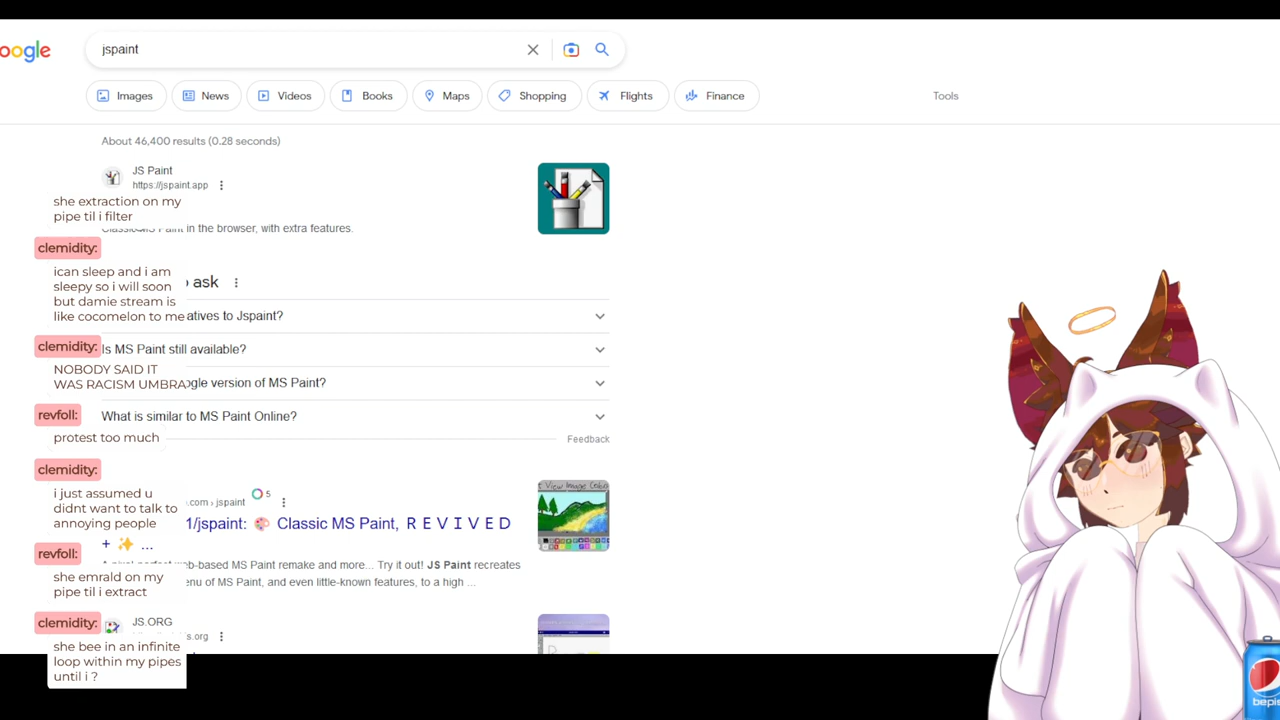 oogle
jspaint
Images
News
Videos
Books
Maps
Shopping
Flights
Finance
Tools
About 46,400 results (0.28 seconds)
JS Paint
https://jspaint.app
she extraction on my
pipe til i filter
Classic MS Paint in the browser, with extra features.
clemidity:
ican sleep and i am
sleepy so i will soon
but damie stream is
like cocomelon to me
ask
atives to Jspaint?
clemidity:
Is MS Paint still available?
NOBODY SAID IT
WAS RACISM UMBRA
gle version of MS Paint?
revfoll:
What is similar to MS Paint Online?
protest too much
Feedback
clemidity:
i just assumed u
didnt want to talk to
annoying people
5
.com › jspaint
1/jspaint: 🎨 Classic MS Paint, R E V I V E D
+ ✨ ...
revfoll:
b-based MS Paint remake and more... Try it out! JS Paint recreates
she emrald on my
pipe til i extract
enu of MS Paint, and even little-known features, to a high ...
clemidity:
JS.ORG
s.org
she bee in an infinite
loop within my pipes
until i ?
bepis